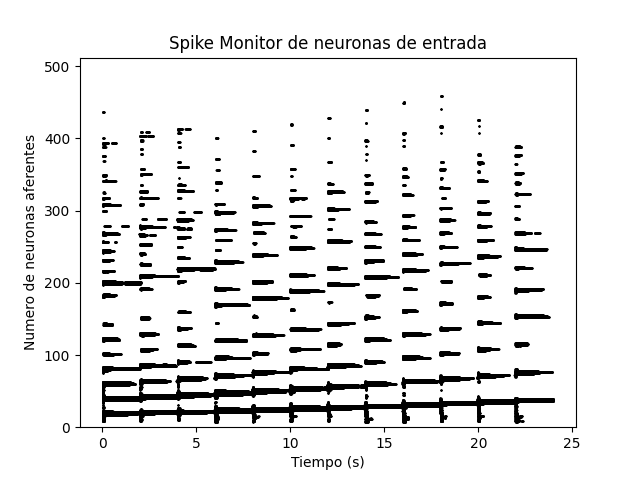 Spike Monitor de neuronas de entrada
500
400
300
200
100
0
Numero de neuronas aferentes
0 5 10 15 20 25
Tiempo (s)